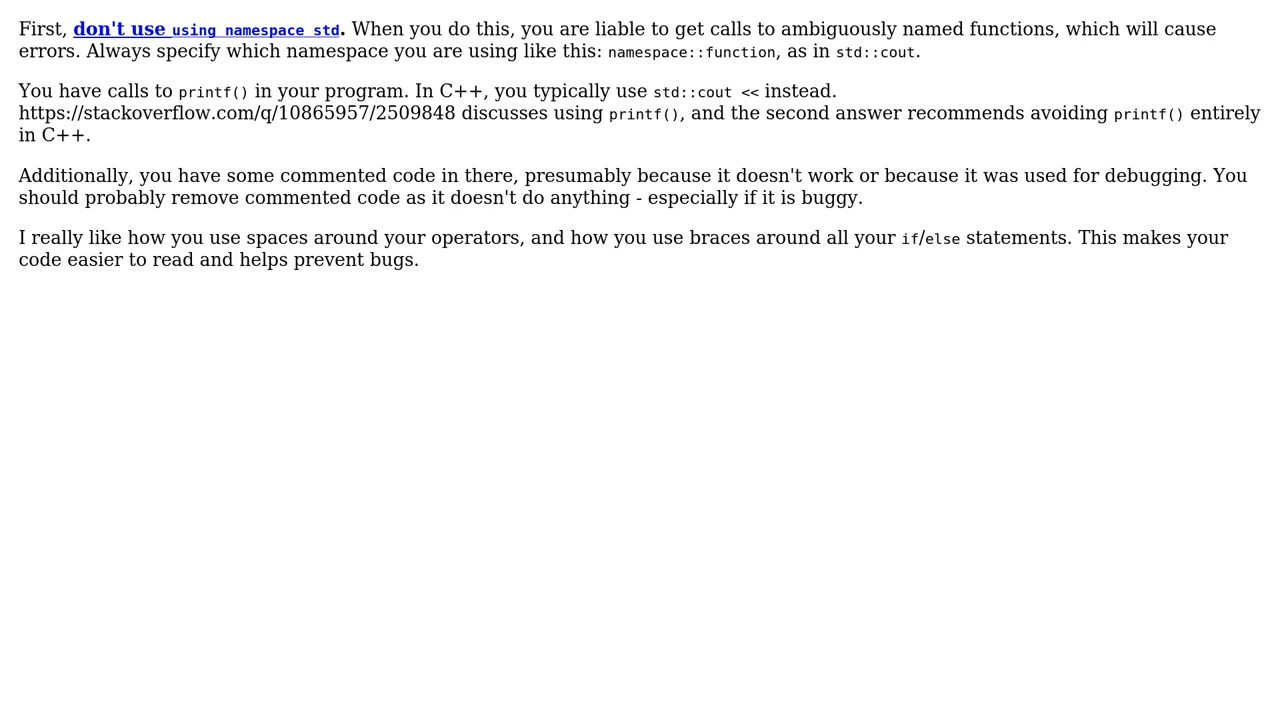 First, don't use using namespace std. When you do this, you are liable to get calls to ambiguously named functions, which will cause
errors. Always specify which namespace you are using like this: namespace::function, as in std::cout.
You have calls to printf() in your program. In C++, you typically use std::cout << instead.
https://stackoverflow.com/q/10865957/2509848 discusses using printf(), and the second answer recommends avoiding printf() entirely
in C++.
Additionally, you have some commented code in there, presumably because it doesn't work or because it was used for debugging. You
should probably remove commented code as it doesn't do anything - especially if it is buggy.
I really like how you use spaces around your operators, and how you use braces around all your if/else statements. This makes your
code easier to read and helps prevent bugs.